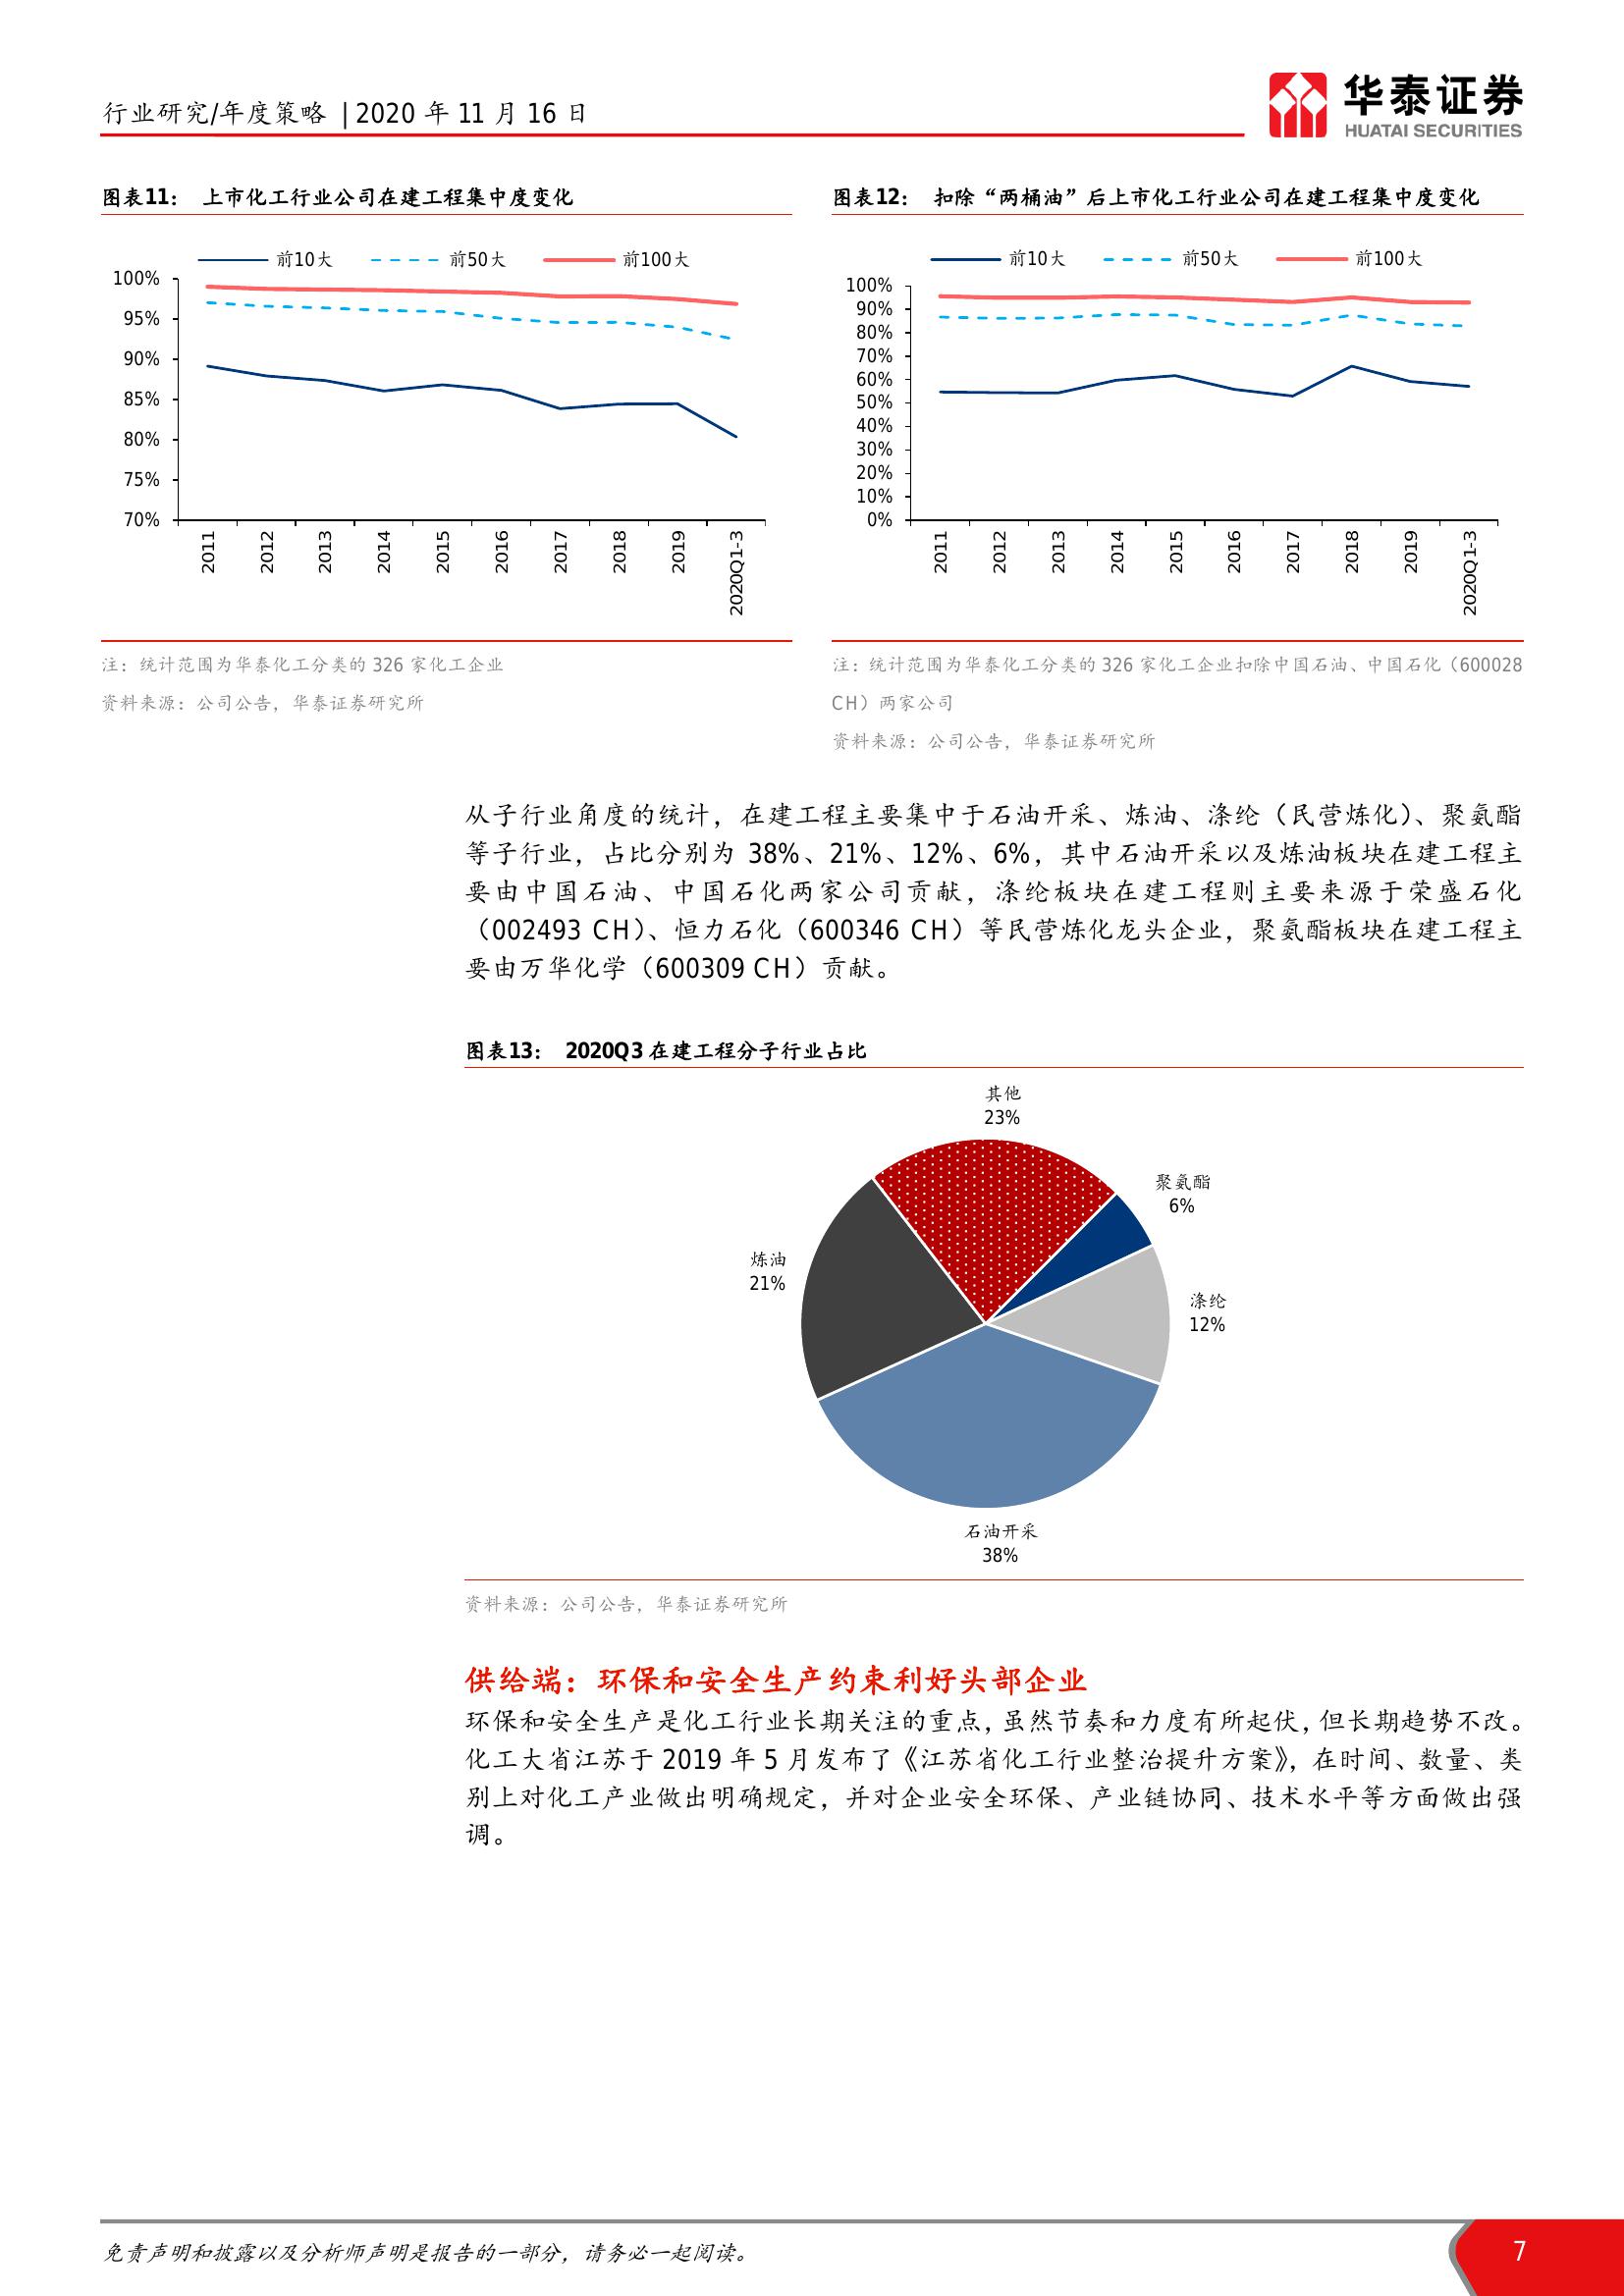 行业研究/年度策略 | 2020 年 11 月 16 日
华泰证券
HUATAI SECURITIES
图表11： 上市化工行业公司在建工程集中度变化
前10大 前50大 前100大
100%
95%
90%
85%
80%
75%
70%
2011 2012 2013 2014 2015 2016 2017 2018 2019 2020Q1-3
注：统计范围为华泰化工分类的 326 家化工企业
资料来源：公司公告，华泰证券研究所
图表12： 扣除“两桶油”后上市化工行业公司在建工程集中度变化
前10大 前50大 前100大
100%
90%
80%
70%
60%
50%
40%
30%
20%
10%
0%
2011 2012 2013 2014 2015 2016 2017 2018 2019 2020Q1-3
注：统计范围为华泰化工分类的 326 家化工企业扣除中国石油、中国石化（600028
CH）两家公司
资料来源：公司公告，华泰证券研究所
从子行业角度的统计，在建工程主要集中于石油开采、炼油、涤纶（民营炼化）、聚氨酯
等子行业，占比分别为 38%、21%、12%、6%，其中石油开采以及炼油板块在建工程主
要由中国石油、中国石化两家公司贡献，涤纶板块在建工程则主要来源于荣盛石化
（002493 CH）、恒力石化（600346 CH）等民营炼化龙头企业，聚氨酯板块在建工程主
要由万华化学（600309 CH）贡献。
图表13： 2020Q3 在建工程分子行业占比
其他
23%
聚氨酯
6%
炼油
21%
涤纶
12%
石油开采
38%
资料来源：公司公告，华泰证券研究所
供给端：环保和安全生产约束利好头部企业
环保和安全生产是化工行业长期关注的重点，虽然节奏和力度有所起伏，但长期趋势不改。
化工大省江苏于 2019 年 5 月发布了《江苏省化工行业整治提升方案》，在时间、数量、类
别上对化工产业做出明确规定，并对企业安全环保、产业链协同、技术水平等方面做出强
调。
免责声明和披露以及分析师声明是报告的一部分，请务必一起阅读。
7